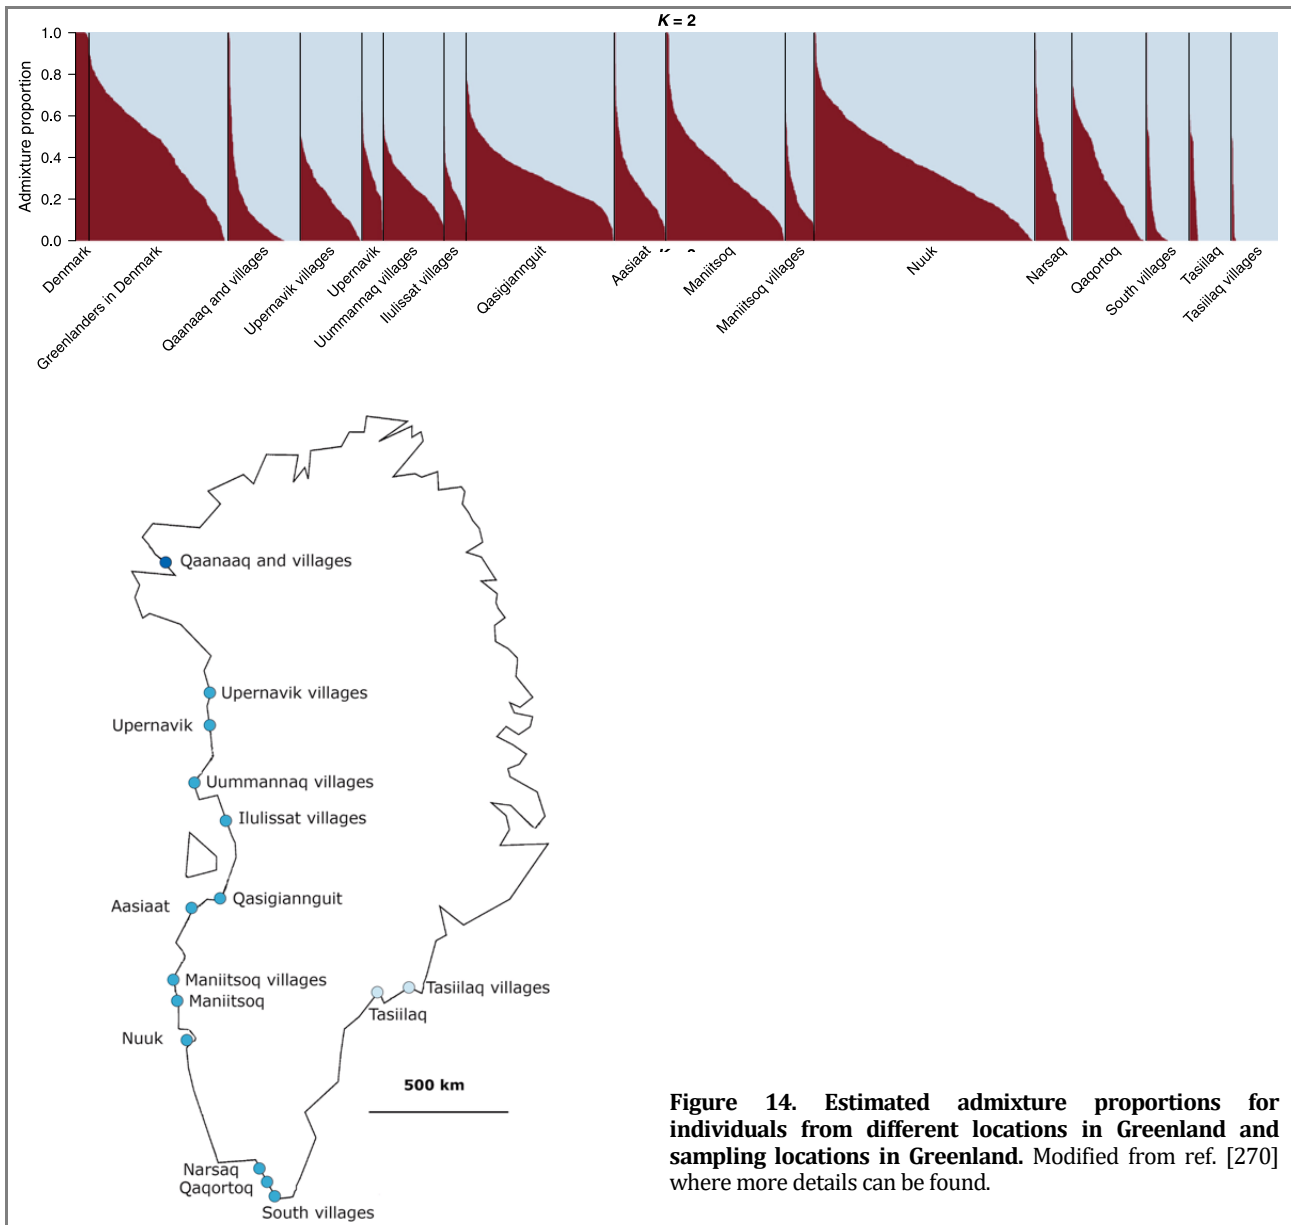 K = 2
Admixture proportion
1.0
0.8
0.6
0.4
0.2
0.0
Denmark
Greenlanders in Denmark
Qaanaaq and villages
Upernavik villages
Upernavik
Uummannaq villages
Ilulissat villages
Qasigiannguit
Aasiaat
Maniitsoq
Maniitsoq villages
Nuuk
Narsaq
Qaqortoq
South villages
Tasiilaq
Tasiilaq villages
Qaanaaq and villages
Upernavik villages
Upernavik
Uummannaq villages
Ilulissat villages
Qasigiannguit
Aasiaat
Maniitsoq villages
Maniitsoq
Tasiilaq villages
Tasiilaq
Nuuk
500 km
Narsaq
Qaqortoq
South villages
Figure 14. Estimated admixture proportions for
individuals from different locations in Greenland and
sampling locations in Greenland. Modified from ref. [270]
where more details can be found.